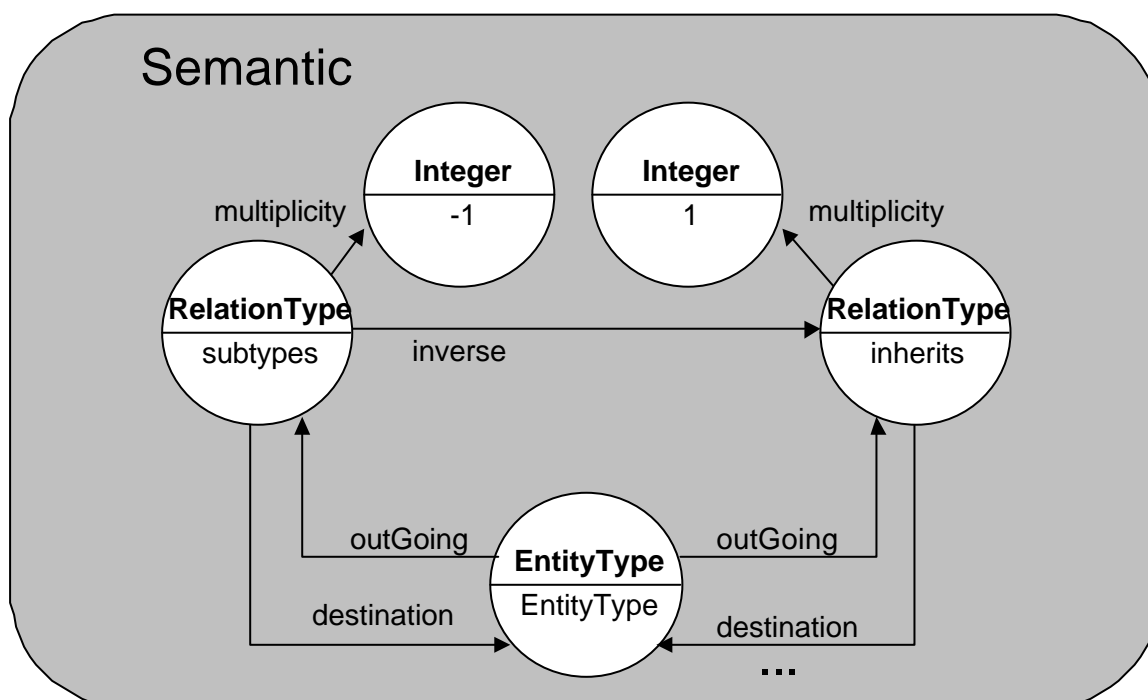 Semantic
Integer
-1
Integer
1
multiplicity
multiplicity
RelationType
subtypes
inverse
RelationType
inherits
outGoing
outGoing
EntityType
EntityType
destination
destination
...